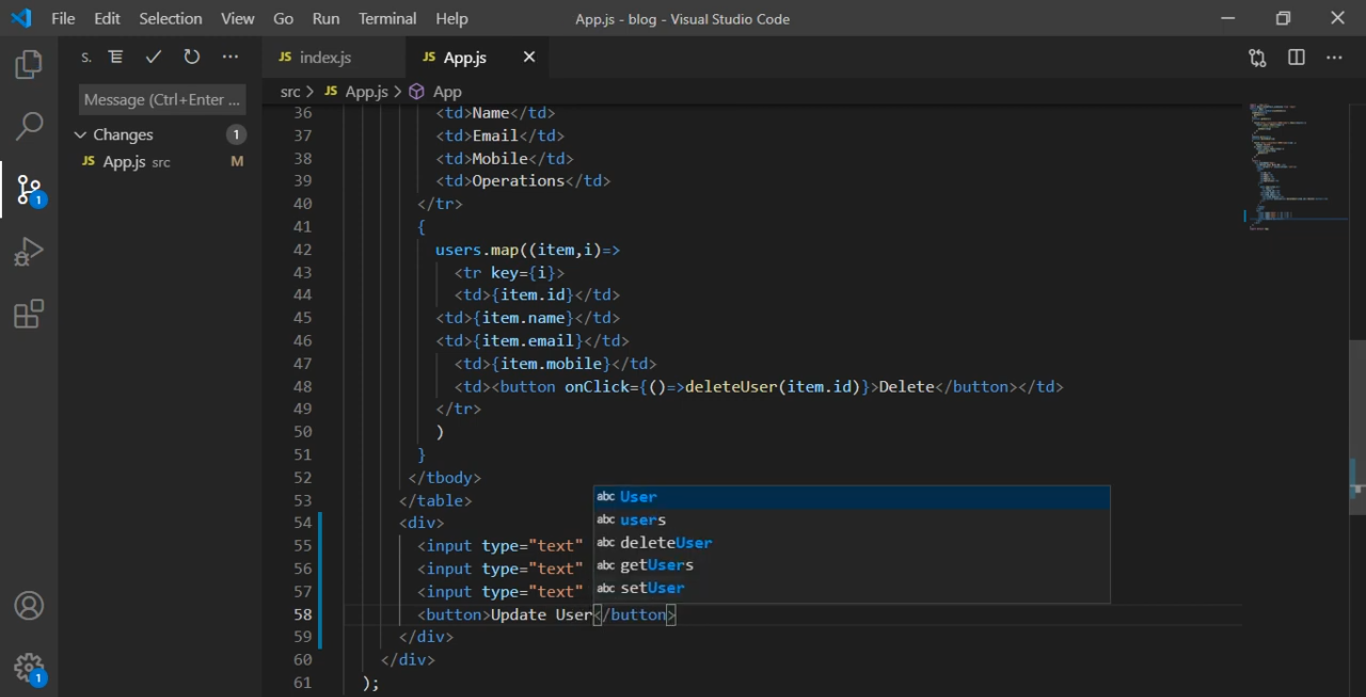 File Edit Selection View Go Run Terminal Help App.js - blog - Visual Studio Code
S.
JS index.js JS App.js
Message (Ctrl+Enter ...
src > JS App.js > App
Changes 1
JS App.js src M
1
36 <td>Name</td>
37 <td>Email</td>
38 <td>Mobile</td>
39 <td>Operations</td>
40 </tr>
41 {
42 users.map((item,i)=>
43 <tr key={i}>
44 <td>{item.id}</td>
45 <td>{item.name}</td>
46 <td>{item.email}</td>
47 <td>{item.mobile}</td>
48 <td><button onClick={()=>deleteUser(item.id)}>Delete</button></td>
49 </tr>
50 )
51 }
52 </tbody>
53 </table>
54 <div>
55 <input type="text"
56 <input type="text"
57 <input type="text"
58 <button>Update User</button>
59 </div>
60 </div>
61 );
abc User
abc users
abc deleteUser
abc getUsers
abc setUser
1